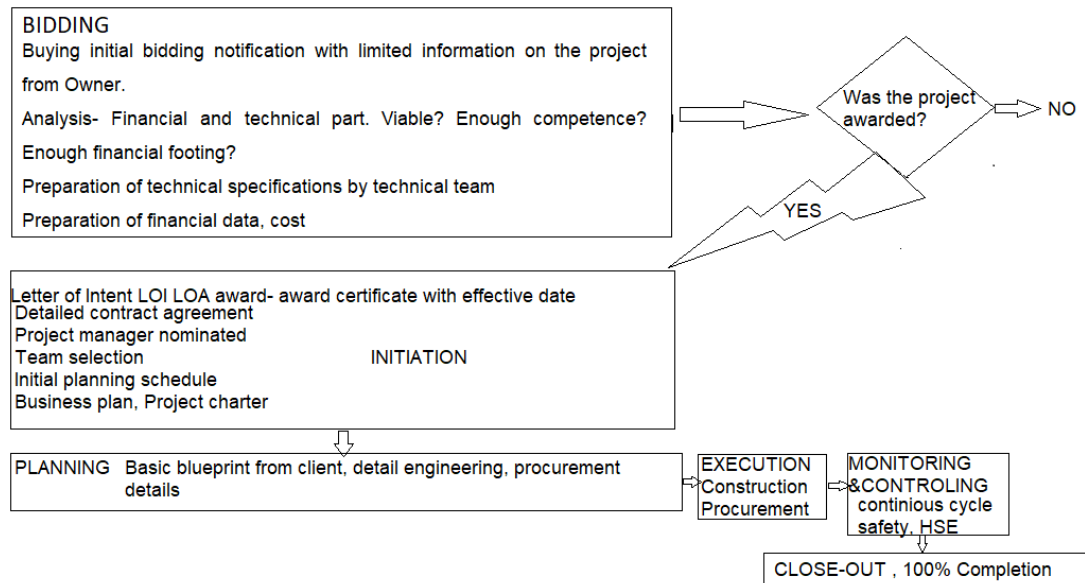 BIDDING
Buying initial bidding notification with limited information on the project
from Owner.
Analysis- Financial and technical part. Viable? Enough competence?
Enough financial footing?
Preparation of technical specifications by technical team
Preparation of financial data, cost
Was the project
awarded?
NO
YES
Letter of Intent LOI LOA award- award certificate with effective date
Detailed contract agreement
Project manager nominated
Team selection
INITIATION
Initial planning schedule
Business plan, Project charter
PLANNING Basic blueprint from client, detail engineering, procurement
details
EXECUTION
Construction
Procurement
MONITORING
&CONTROLING
continious cycle
safety, HSE
CLOSE-OUT , 100% Completion